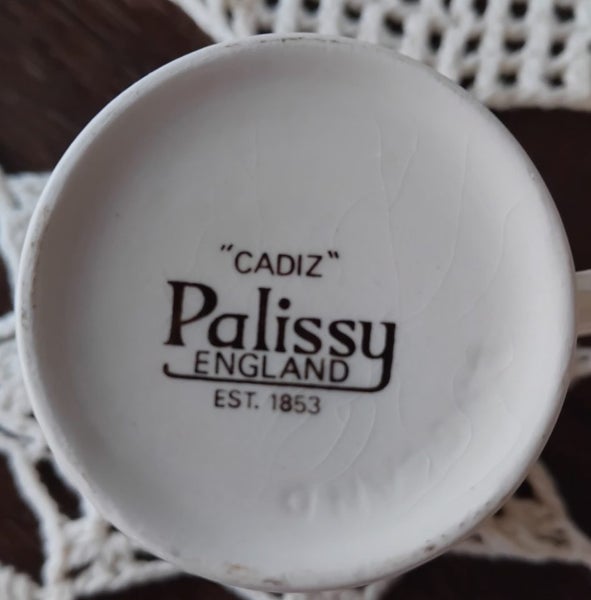 "CADIZ"
Palissy
ENGLAND
EST. 1853